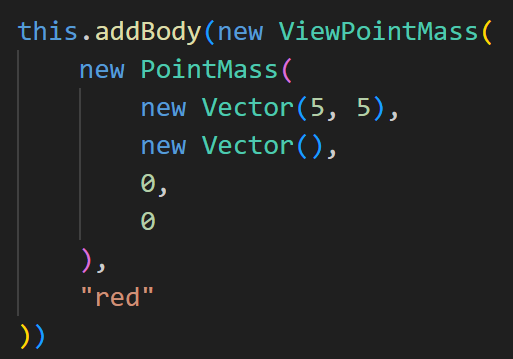 this.addBody(new ViewPointMass(
    new PointMass(
        new Vector(5, 5),
        new Vector(),
        0,
        0
    ),
    "red"
))